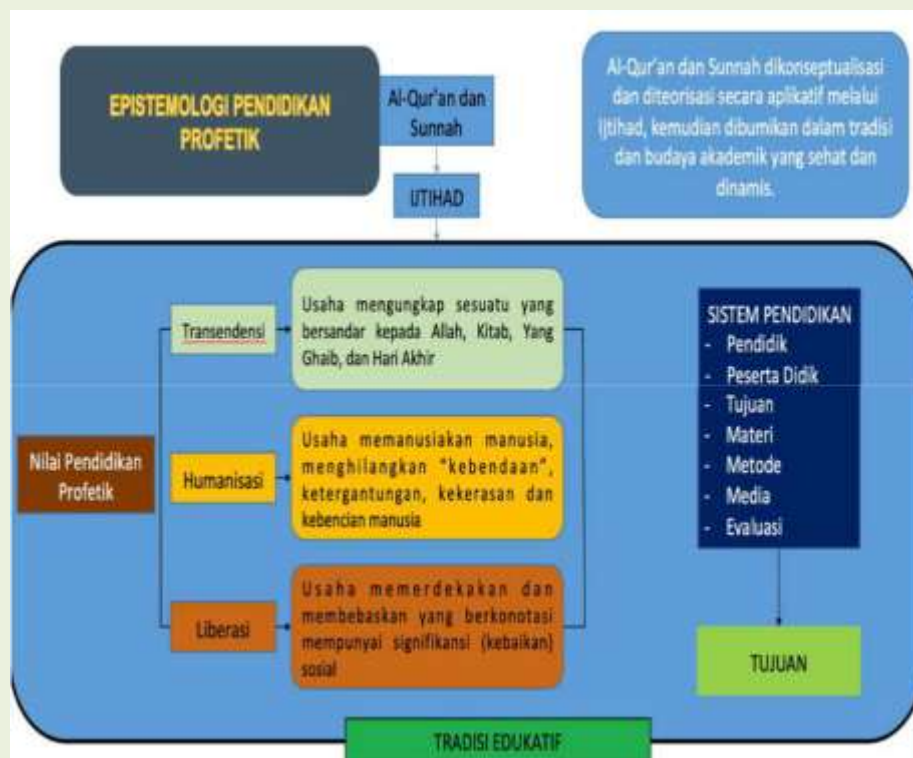 EPISTEMOLOGI PENDIDIKAN
PROFETIK
Al-Qur'an dan
Sunnah
IJTIHAD
Al-Qur'an dan Sunnah dikonseptualisasi
dan diteorisasi secara aplikatif melalui
ijtihad, kemudian dibumikan dalam tradisi
dan budaya akademik yang sehat dan
dinamis.
Nilai Pendidikan
Profetik
Transendensi
Usaha mengungkap sesuatu yang
bersandar kepada Allah, Kitab, Yang
Ghaib, dan Hari Akhir
Humanisasi
Usaha memanusiakan manusia,
menghilangkan "kebendaan",
ketergantungan, kekerasan dan
kebencian manusia
Liberasi
Usaha memerdekakan dan
membebaskan yang berkonotasi
mempunyai signifikansi (kebaikan)
sosial
SISTEM PENDIDIKAN
- Pendidik
- Peserta Didik
- Tujuan
- Materi
- Metode
- Media
- Evaluasi
TUJUAN
TRADISI EDUKATIF